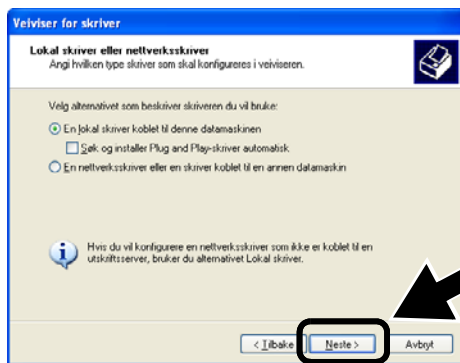 Veiviser for skriver
Lokal skriver eller nettverksskriver
Angi hvilken type skriver som skal konfigureres i veiviseren.
Velg alternativet som beskriver skriveren du vil bruke:
En lokal skriver koblet til denne datamaskinen
Søk og installer Plug and Play-skriver automatisk
En nettverksskriver eller en skriver koblet til en annen datamaskin
Hvis du vil konfigurere en nettverksskriver som ikke er koblet til en
utskriftsserver, bruker du alternativet Lokal skriver.
< Tilbake
Neste >
Avbryt